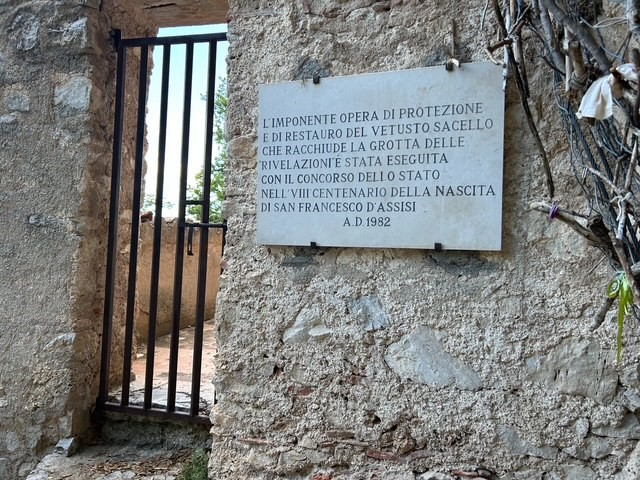 L'IMPONENTE OPERA DI PROTEZIONE
E DI RESTAURO DEL VETUSTO SACELLO
CHE RACCHIUDE LA GROTTA DELLE
RIVELAZIONI È STATA ESEGUITA
CON IL CONCORSO DELLO STATO
NELL'VIII CENTENARIO DELLA NASCITA
DI SAN FRANCESCO D'ASSISI
A.D. 1982